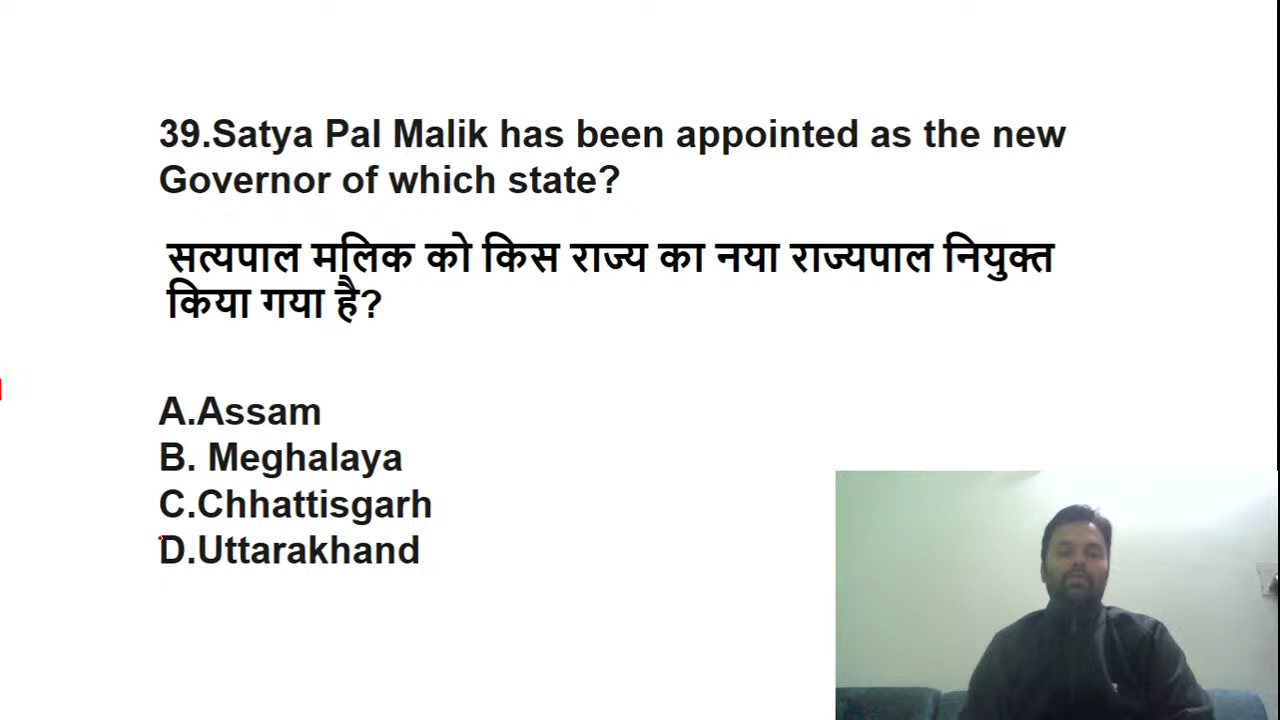 39.Satya Pal Malik has been appointed as the new
Governor of which state?
सत्यपाल मलिक को किस राज्य का नया राज्यपाल नियुक्त
किया गया है?
A.Assam
B. Meghalaya
C.Chhattisgarh
D.Uttarakhand